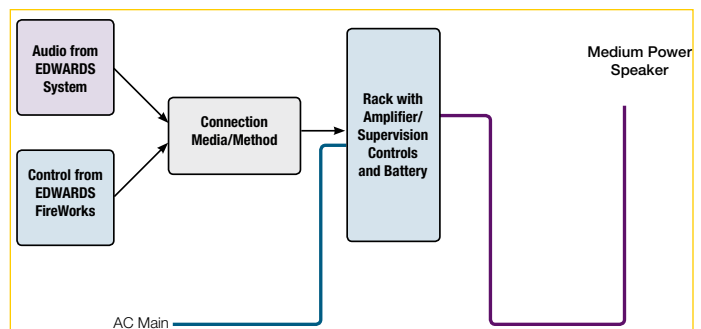 Audio from
EDWARDS
System
Control from
EDWARDS
FireWorks
Connection
Media/Method
Rack with
Amplifier/
Supervision
Controls
and Battery
Medium Power
Speaker
AC Main